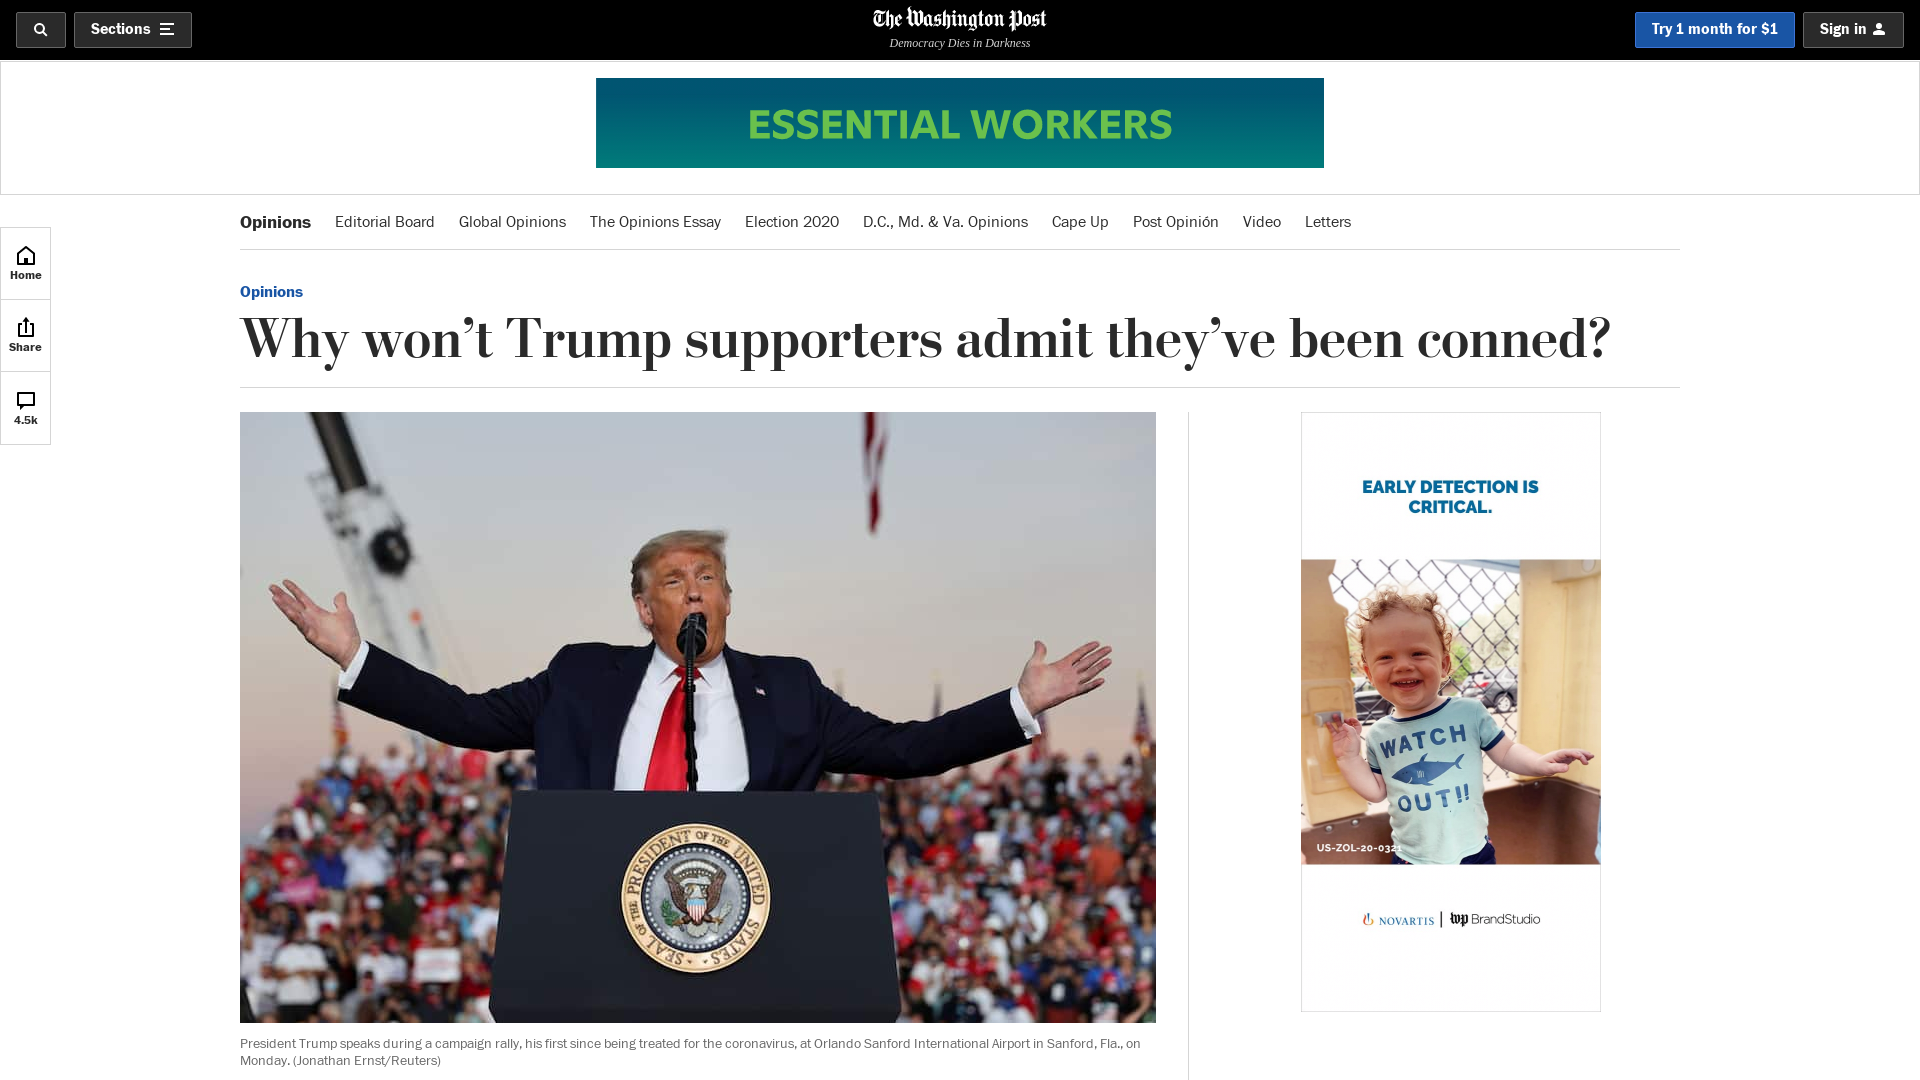 Sections
The Washington Post
Democracy Dies in Darkness
Try 1 month for $1
Sign in
ESSENTIAL WORKERS
Opinions Editorial Board Global Opinions The Opinions Essay Election 2020 D.C., Md. & Va. Opinions Cape Up Post Opinión Video Letters
Home
Share
4.5k
Opinions
Why won’t Trump supporters admit they’ve been conned?
SEAL OF THE PRESIDENT OF THE UNITED STATES
President Trump speaks during a campaign rally, his first since being treated for the coronavirus, at Orlando Sanford International Airport in Sanford, Fla., on
Monday. (Jonathan Ernst/Reuters)
EARLY DETECTION IS
CRITICAL.
WATCH
OUT!!
US-ZOL-20-0321
NOVARTIS | wp BrandStudio